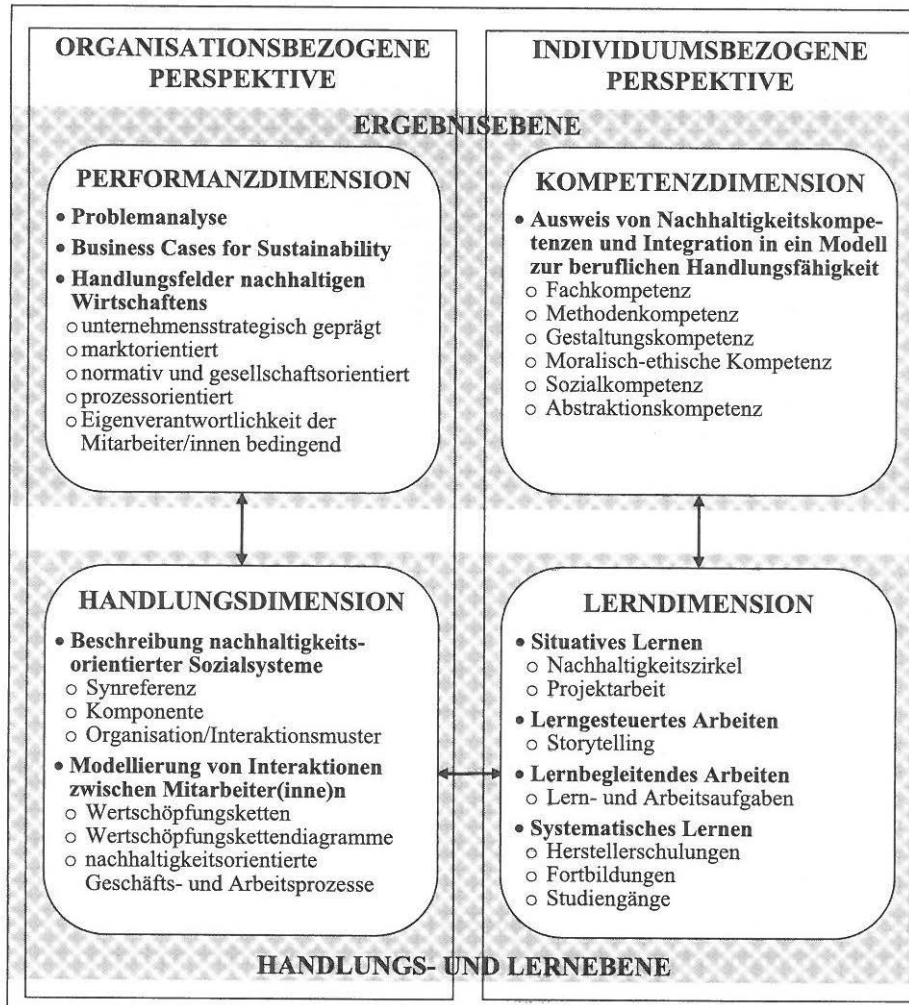 ORGANISATIONSBEZOGENE
PERSPEKTIVE
INDIVIDUUMSBEZOGENE
PERSPEKTIVE
ERGEBNISEBENE
PERFORMANZDIMENSION
• Problemanalyse
• Business Cases for Sustainability
• Handlungsfelder nachhaltigen
Wirtschaftens
o unternehmensstrategisch geprägt
o marktorientiert
o normativ und gesellschaftsorientiert
o prozessorientiert
o Eigenverantwortlichkeit der
Mitarbeiter/innen bedingend
KOMPETENZDIMENSION
• Ausweis von Nachhaltigkeitskompe-
tenzen und Integration in ein Modell
zur beruflichen Handlungsfähigkeit
o Fachkompetenz
o Methodenkompetenz
o Gestaltungskompetenz
o Moralisch-ethische Kompetenz
o Sozialkompetenz
o Abstraktionskompetenz
HANDLUNGSDIMENSION
• Beschreibung nachhaltigkeits-
orientierter Sozialsysteme
o Synreferenz
o Komponente
o Organisation/Interaktionsmuster
• Modellierung von Interaktionen
zwischen Mitarbeiter(inne)n
o Wertschöpfungsketten
o Wertschöpfungskettendiagramme
o nachhaltigkeitsorientierte
Geschäfts- und Arbeitsprozesse
LERNDIMENSION
• Situatives Lernen
o Nachhaltigkeitszirkel
o Projektarbeit
• Lerngesteuertes Arbeiten
o Storytelling
• Lernbegleitendes Arbeiten
o Lern- und Arbeitsaufgaben
• Systematisches Lernen
o Herstellerschulungen
o Fortbildungen
o Studiengänge
HANDLUNGS- UND LERNEBENE